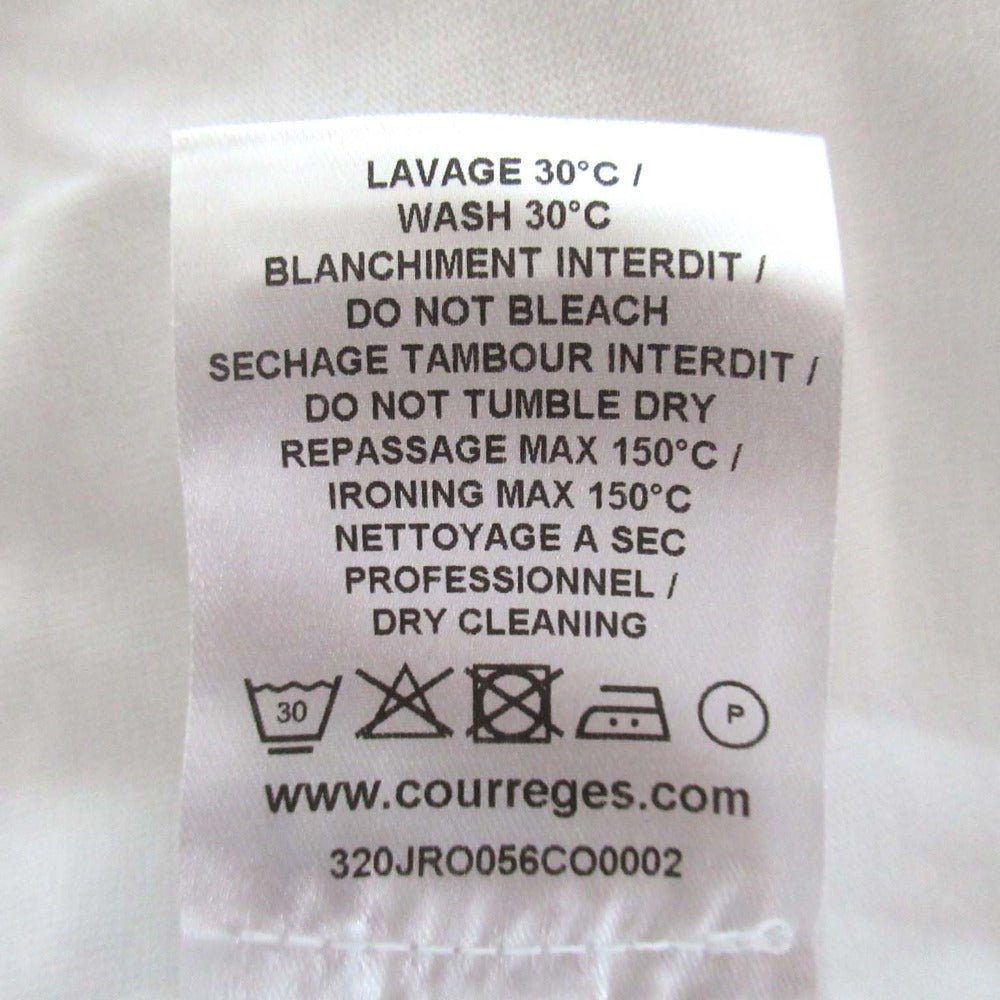 LAVAGE 30°C /
WASH 30°C
BLANCHIMENT INTERDIT /
DO NOT BLEACH
SECHAGE TAMBOUR INTERDIT /
DO NOT TUMBLE DRY
REPASSAGE MAX 150°C /
IRONING MAX 150°C
NETTOYAGE A SEC
PROFESSIONNEL /
DRY CLEANING
30 P
www.courreges.com
320JRO056CO0002